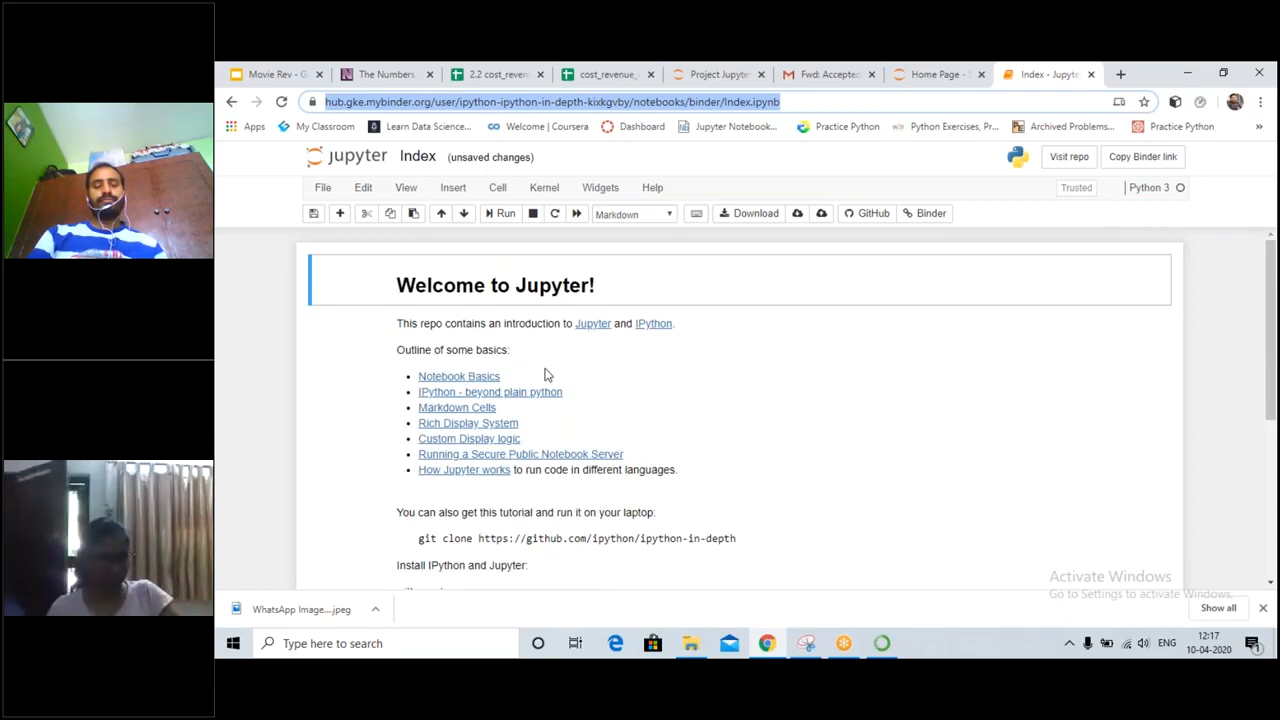 Movie Rev - G
The Numbers
2.2 cost_reven
cost_revenue_
Project Jupyte
Fwd: Accepted
Home Page - S
Index - Jupyte
hub.gke.mybinder.org/user/ipython-ipython-in-depth-kixkgvby/notebooks/binder/Index.ipynb
Apps
My Classroom
Learn Data Science...
Welcome | Coursera
Dashboard
Jupyter Notebook...
Practice Python
Python Exercises, Pr...
Archived Problems...
Practice Python
jupyter Index (unsaved changes)
Visit repo
Copy Binder link
File Edit View Insert Cell Kernel Widgets Help
Trusted
Python 3
Run
Markdown
Download
GitHub
Binder
Welcome to Jupyter!
This repo contains an introduction to Jupyter and IPython.
Outline of some basics:
Notebook Basics
IPython - beyond plain python
Markdown Cells
Rich Display System
Custom Display logic
Running a Secure Public Notebook Server
How Jupyter works to run code in different languages.
You can also get this tutorial and run it on your laptop:
git clone https://github.com/ipython/ipython-in-depth
Install IPython and Jupyter:
Activate Windows
Go to Settings to activate Windows.
WhatsApp Image....jpeg
Show all
Type here to search
ENG
12:17
10-04-2020